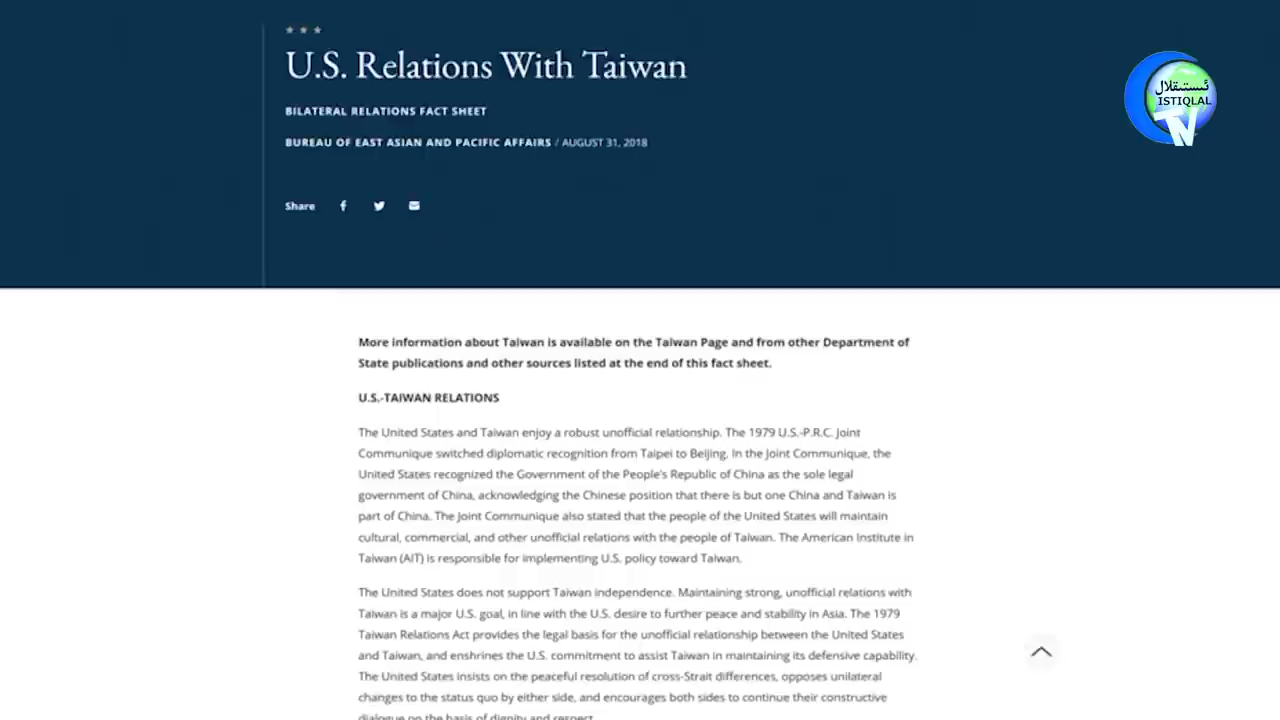 U.S. Relations With Taiwan
BILATERAL RELATIONS FACT SHEET
BUREAU OF EAST ASIAN AND PACIFIC AFFAIRS / AUGUST 31, 2018
Share
ئىستىقلال
ISTIQLAL
TV
More information about Taiwan is available on the Taiwan Page and from other Department of
State publications and other sources listed at the end of this fact sheet.
U.S.-TAIWAN RELATIONS
The United States and Taiwan enjoy a robust unofficial relationship. The 1979 U.S.-P.R.C. Joint
Communique switched diplomatic recognition from Taipei to Beijing. In the Joint Communique, the
United States recognized the Government of the People's Republic of China as the sole legal
government of China, acknowledging the Chinese position that there is but one China and Taiwan is
part of China. The Joint Communique also stated that the people of the United States will maintain
cultural, commercial, and other unofficial relations with the people of Taiwan. The American Institute in
Taiwan (AIT) is responsible for implementing U.S. policy toward Taiwan.
The United States does not support Taiwan independence. Maintaining strong, unofficial relations with
Taiwan is a major U.S. goal, in line with the U.S. desire to further peace and stability in Asia. The 1979
Taiwan Relations Act provides the legal basis for the unofficial relationship between the United States
and Taiwan, and enshrines the U.S. commitment to assist Taiwan in maintaining its defensive capability.
The United States insists on the peaceful resolution of cross-Strait differences, opposes unilateral
changes to the status quo by either side, and encourages both sides to continue their constructive
dialogue on the basis of dignity and respect.